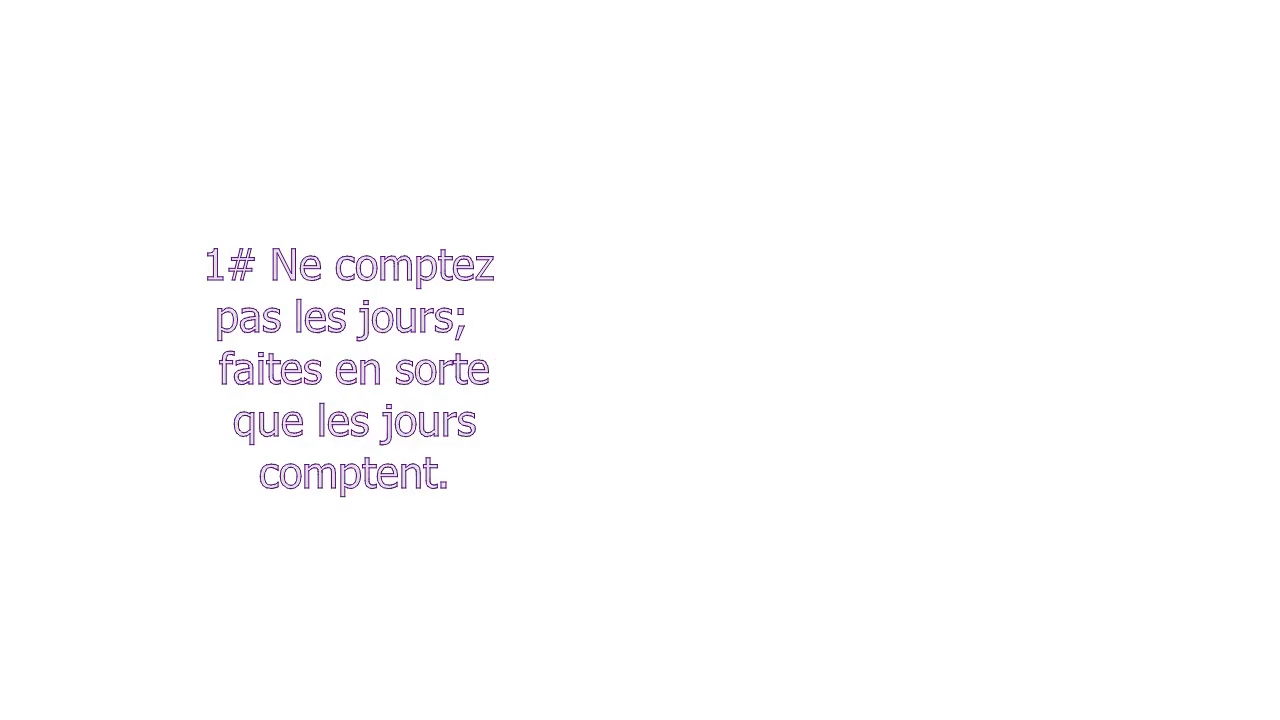 1# Ne comptez
pas les jours;
faites en sorte
que les jours
comptent.